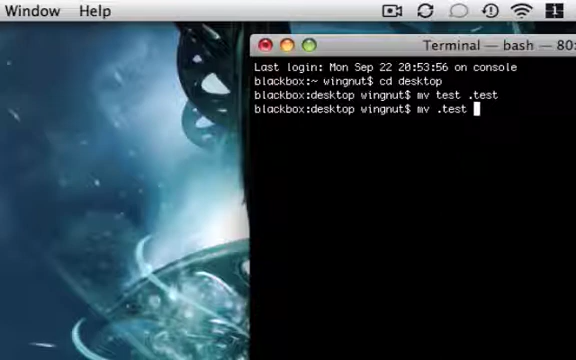 Window Help
Terminal — bash — 80
Last login: Mon Sep 22 20:53:56 on console
blackbox:~ wingnut$ cd desktop
blackbox:desktop wingnut$ mv test .test
blackbox:desktop wingnut$ mv .test